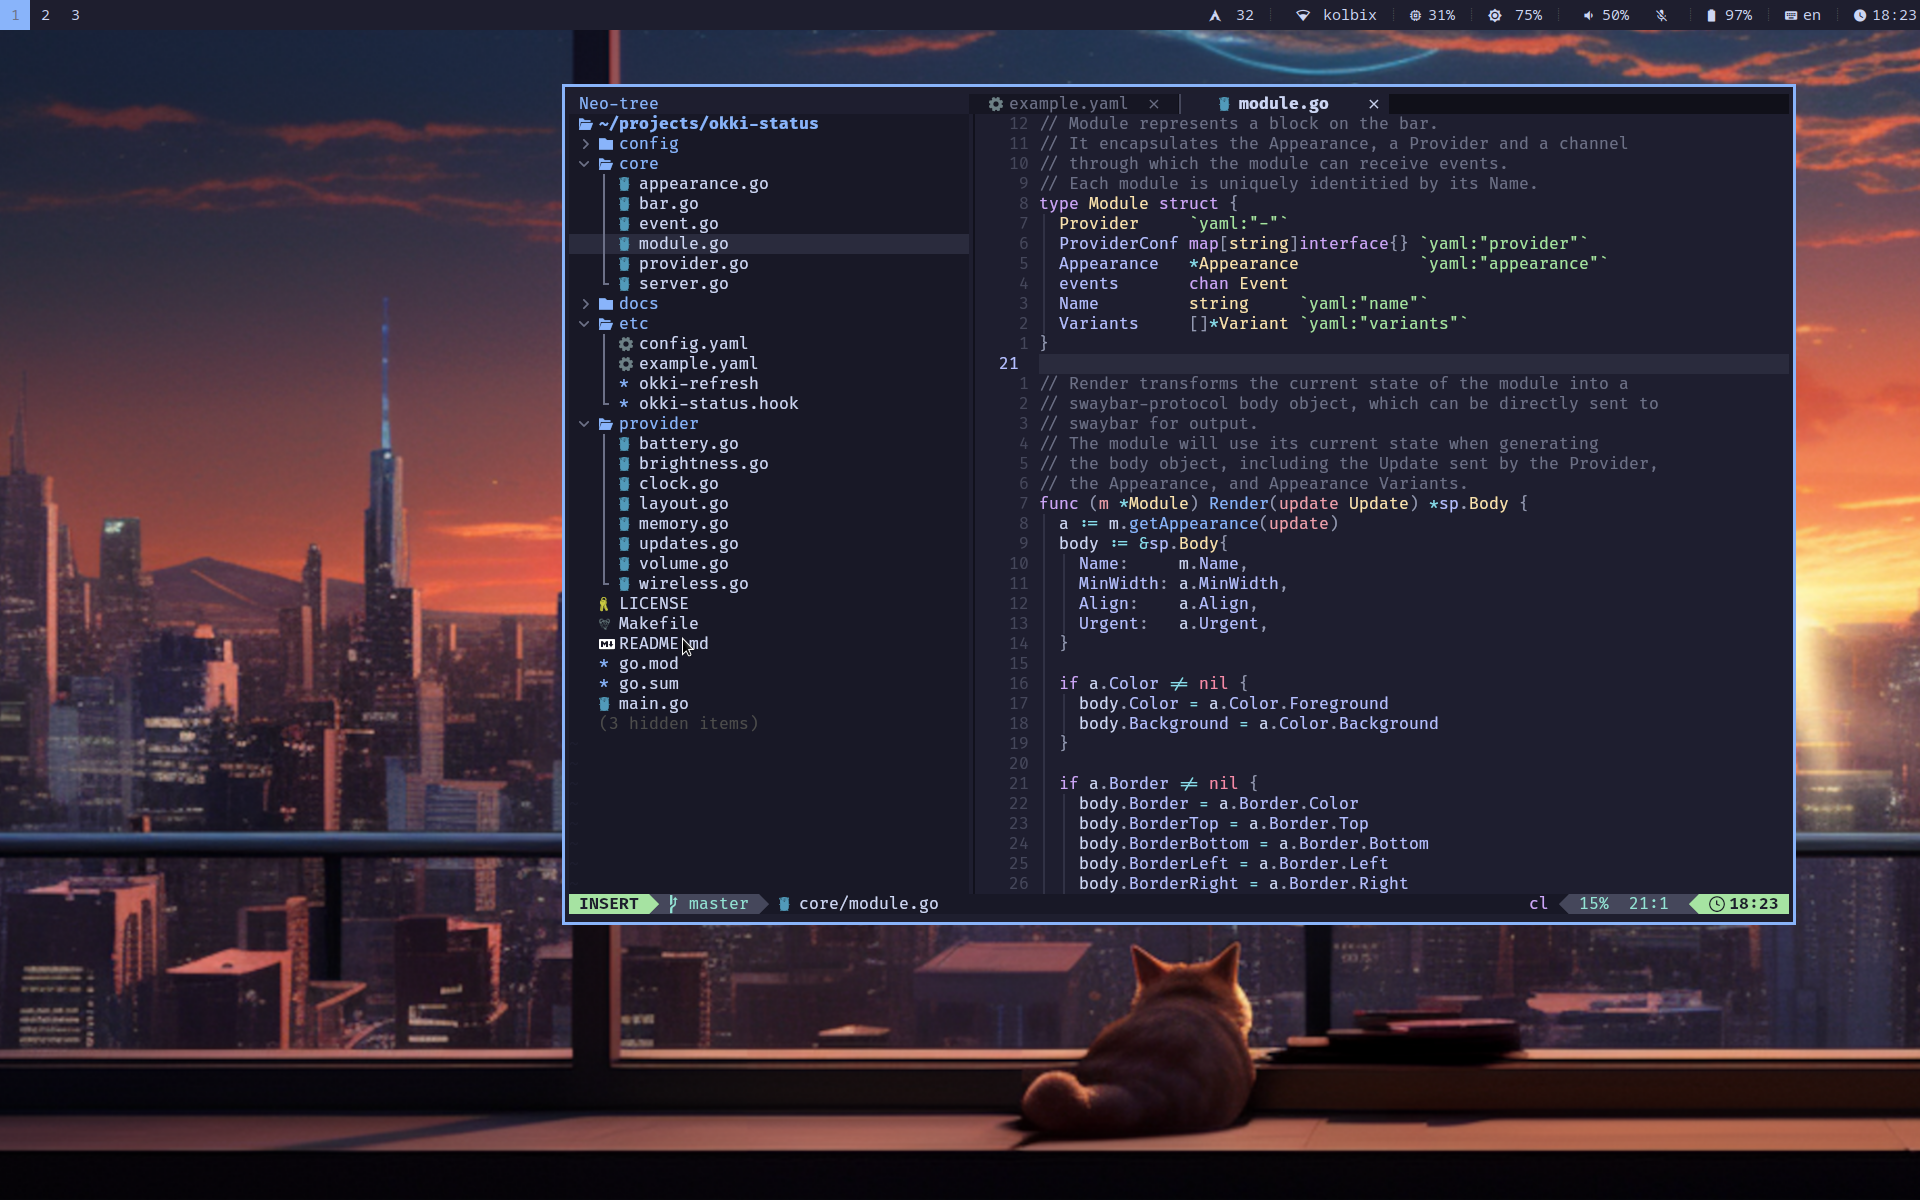 1 2 3 32 kolbix 31% 75% 50% 97% en 18:23
Neo-tree
~/projects/okki-status
config
core
appearance.go
bar.go
event.go
module.go
provider.go
server.go
docs
etc
config.yaml
example.yaml
* okki-refresh
* okki-status.hook
provider
battery.go
brightness.go
clock.go
layout.go
memory.go
updates.go
volume.go
wireless.go
LICENSE
Makefile
README.md
* go.mod
* go.sum
main.go
(3 hidden items)
example.yaml × module.go ×
12 // Module represents a block on the bar.
11 // It encapsulates the Appearance, a Provider and a channel
10 // through which the module can receive events.
9 // Each module is uniquely identitied by its Name.
8 type Module struct {
7 Provider `yaml:"-"`
6 ProviderConf map[string]interface{} `yaml:"provider"`
5 Appearance *Appearance `yaml:"appearance"`
4 events chan Event
3 Name string `yaml:"name"`
2 Variants []*Variant `yaml:"variants"`
1 }
21
1 // Render transforms the current state of the module into a
2 // swaybar-protocol body object, which can be directly sent to
3 // swaybar for output.
4 // The module will use its current state when generating
5 // the body object, including the Update sent by the Provider,
6 // the Appearance, and Appearance Variants.
7 func (m *Module) Render(update Update) *sp.Body {
8 a := m.getAppearance(update)
9 body := &sp.Body{
10 Name: m.Name,
11 MinWidth: a.MinWidth,
12 Align: a.Align,
13 Urgent: a.Urgent,
14 }
15
16 if a.Color ≠ nil {
17 body.Color = a.Color.Foreground
18 body.Background = a.Color.Background
19 }
20
21 if a.Border ≠ nil {
22 body.Border = a.Border.Color
23 body.BorderTop = a.Border.Top
24 body.BorderBottom = a.Border.Bottom
25 body.BorderLeft = a.Border.Left
26 body.BorderRight = a.Border.Right
INSERT master core/module.go cl 15% 21:1 18:23